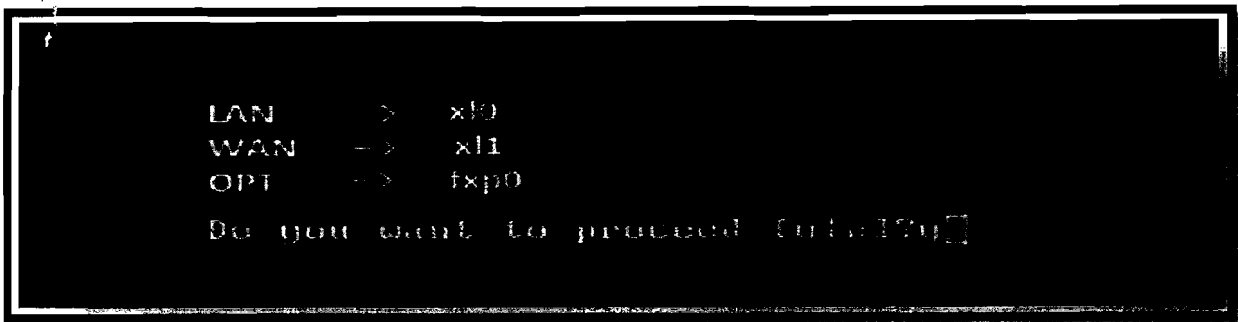 LAN -> xl0
WAN -> xl1
OPT -> fxp0
Do you want to proceed [y|n]?y